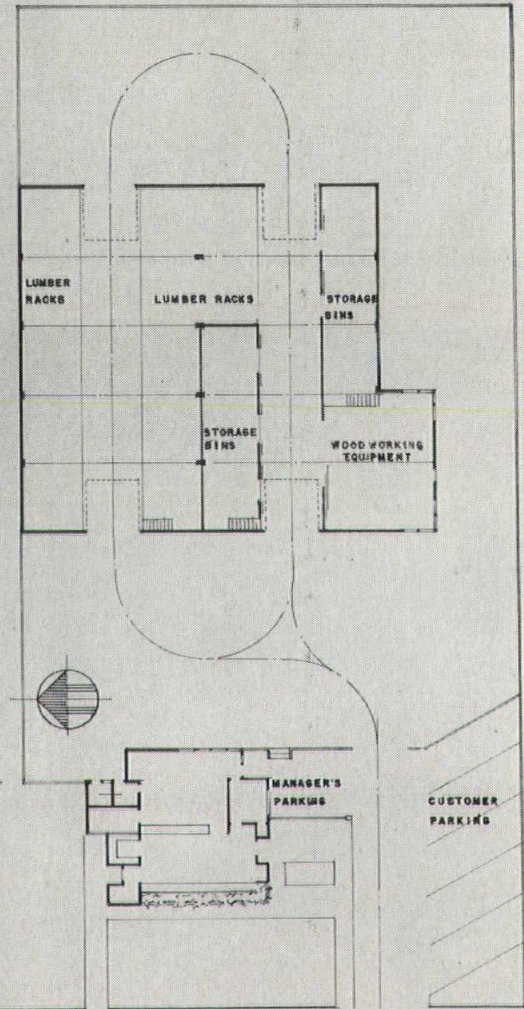 LUMBER
RACKS
LUMBER RACKS
STORAGE
BINS
STORAGE
BINS
WOOD WORKING
EQUIPMENT
MANAGER'S
PARKING
CUSTOMER
PARKING